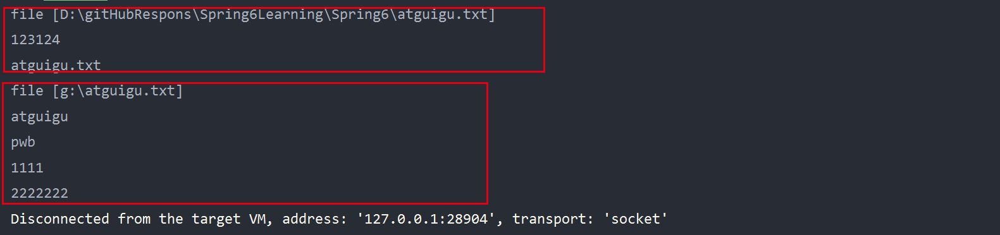 file [D:\gitHubRespons\Spring6Learning\Spring6\atguigu.txt]
123124
atguigu.txt
file [g:\atguigu.txt]
atguigu
pwb
1111
2222222
Disconnected from the target VM, address: '127.0.0.1:28904', transport: 'socket'